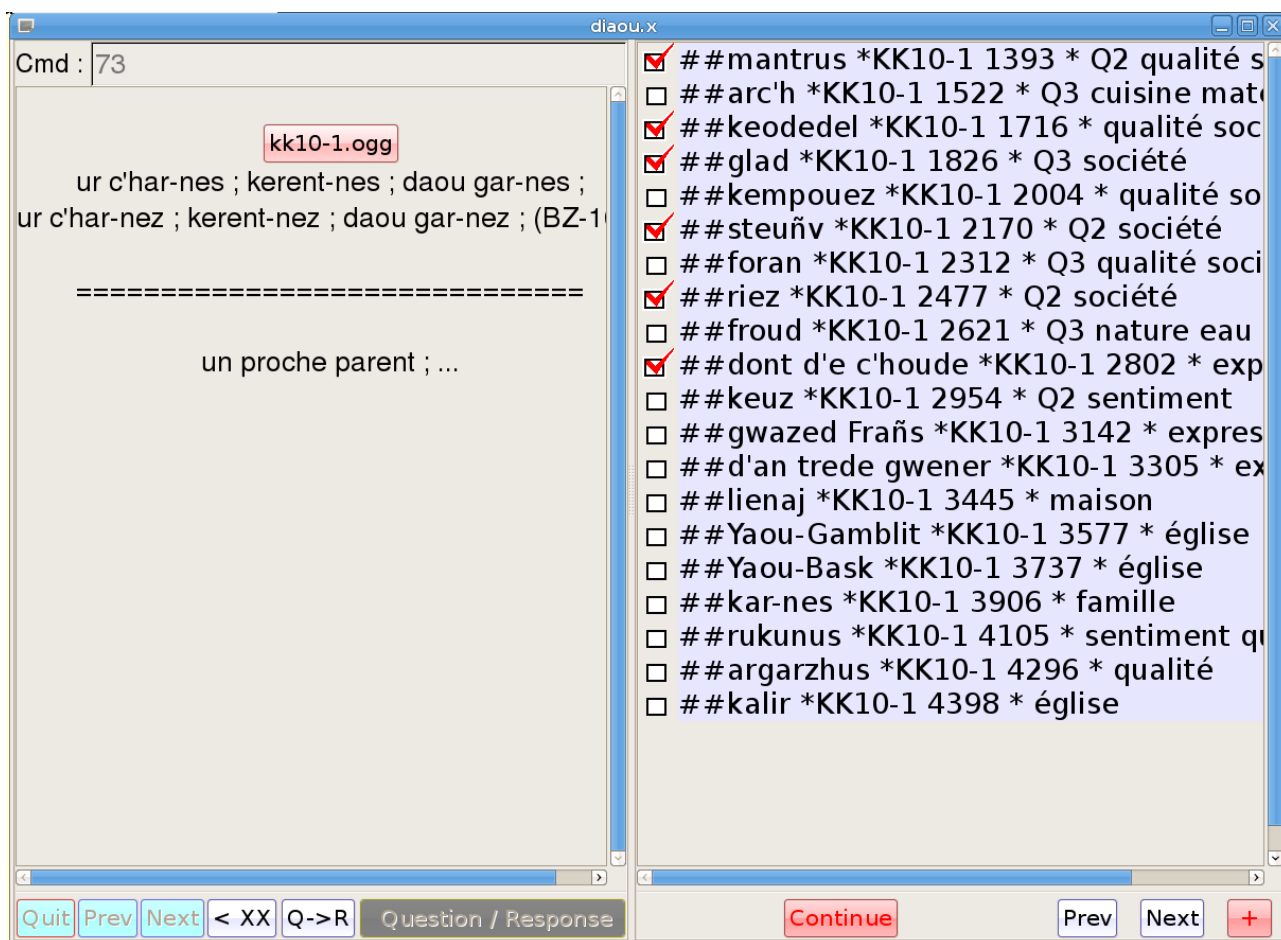 diaou.x
Cmd : 73
kk10-1.ogg
ur c'har-nes ; kerent-nes ; daou gar-nes ;
ur c'har-nez ; kerent-nez ; daou gar-nez ; (BZ-1
==============================
un proche parent ; ...
Quit Prev Next < XX Q->R Question / Response
##mantrus *KK10-1 1393 * Q2 qualité s
##arc'h *KK10-1 1522 * Q3 cuisine mat
##keodedel *KK10-1 1716 * qualité soc
##glad *KK10-1 1826 * Q3 société
##kempouez *KK10-1 2004 * qualité so
##steuñv *KK10-1 2170 * Q2 société
##foran *KK10-1 2312 * Q3 qualité soci
##riez *KK10-1 2477 * Q2 société
##froud *KK10-1 2621 * Q3 nature eau
##dont d'e c'houde *KK10-1 2802 * exp
##keuz *KK10-1 2954 * Q2 sentiment
##gwazed Frañs *KK10-1 3142 * expres
##d'an trede gwener *KK10-1 3305 * ex
##lienaj *KK10-1 3445 * maison
##Yaou-Gamblit *KK10-1 3577 * église
##Yaou-Bask *KK10-1 3737 * église
##kar-nes *KK10-1 3906 * famille
##rukunus *KK10-1 4105 * sentiment qu
##argarzhus *KK10-1 4296 * qualité
##kalir *KK10-1 4398 * église
Continue Prev Next +